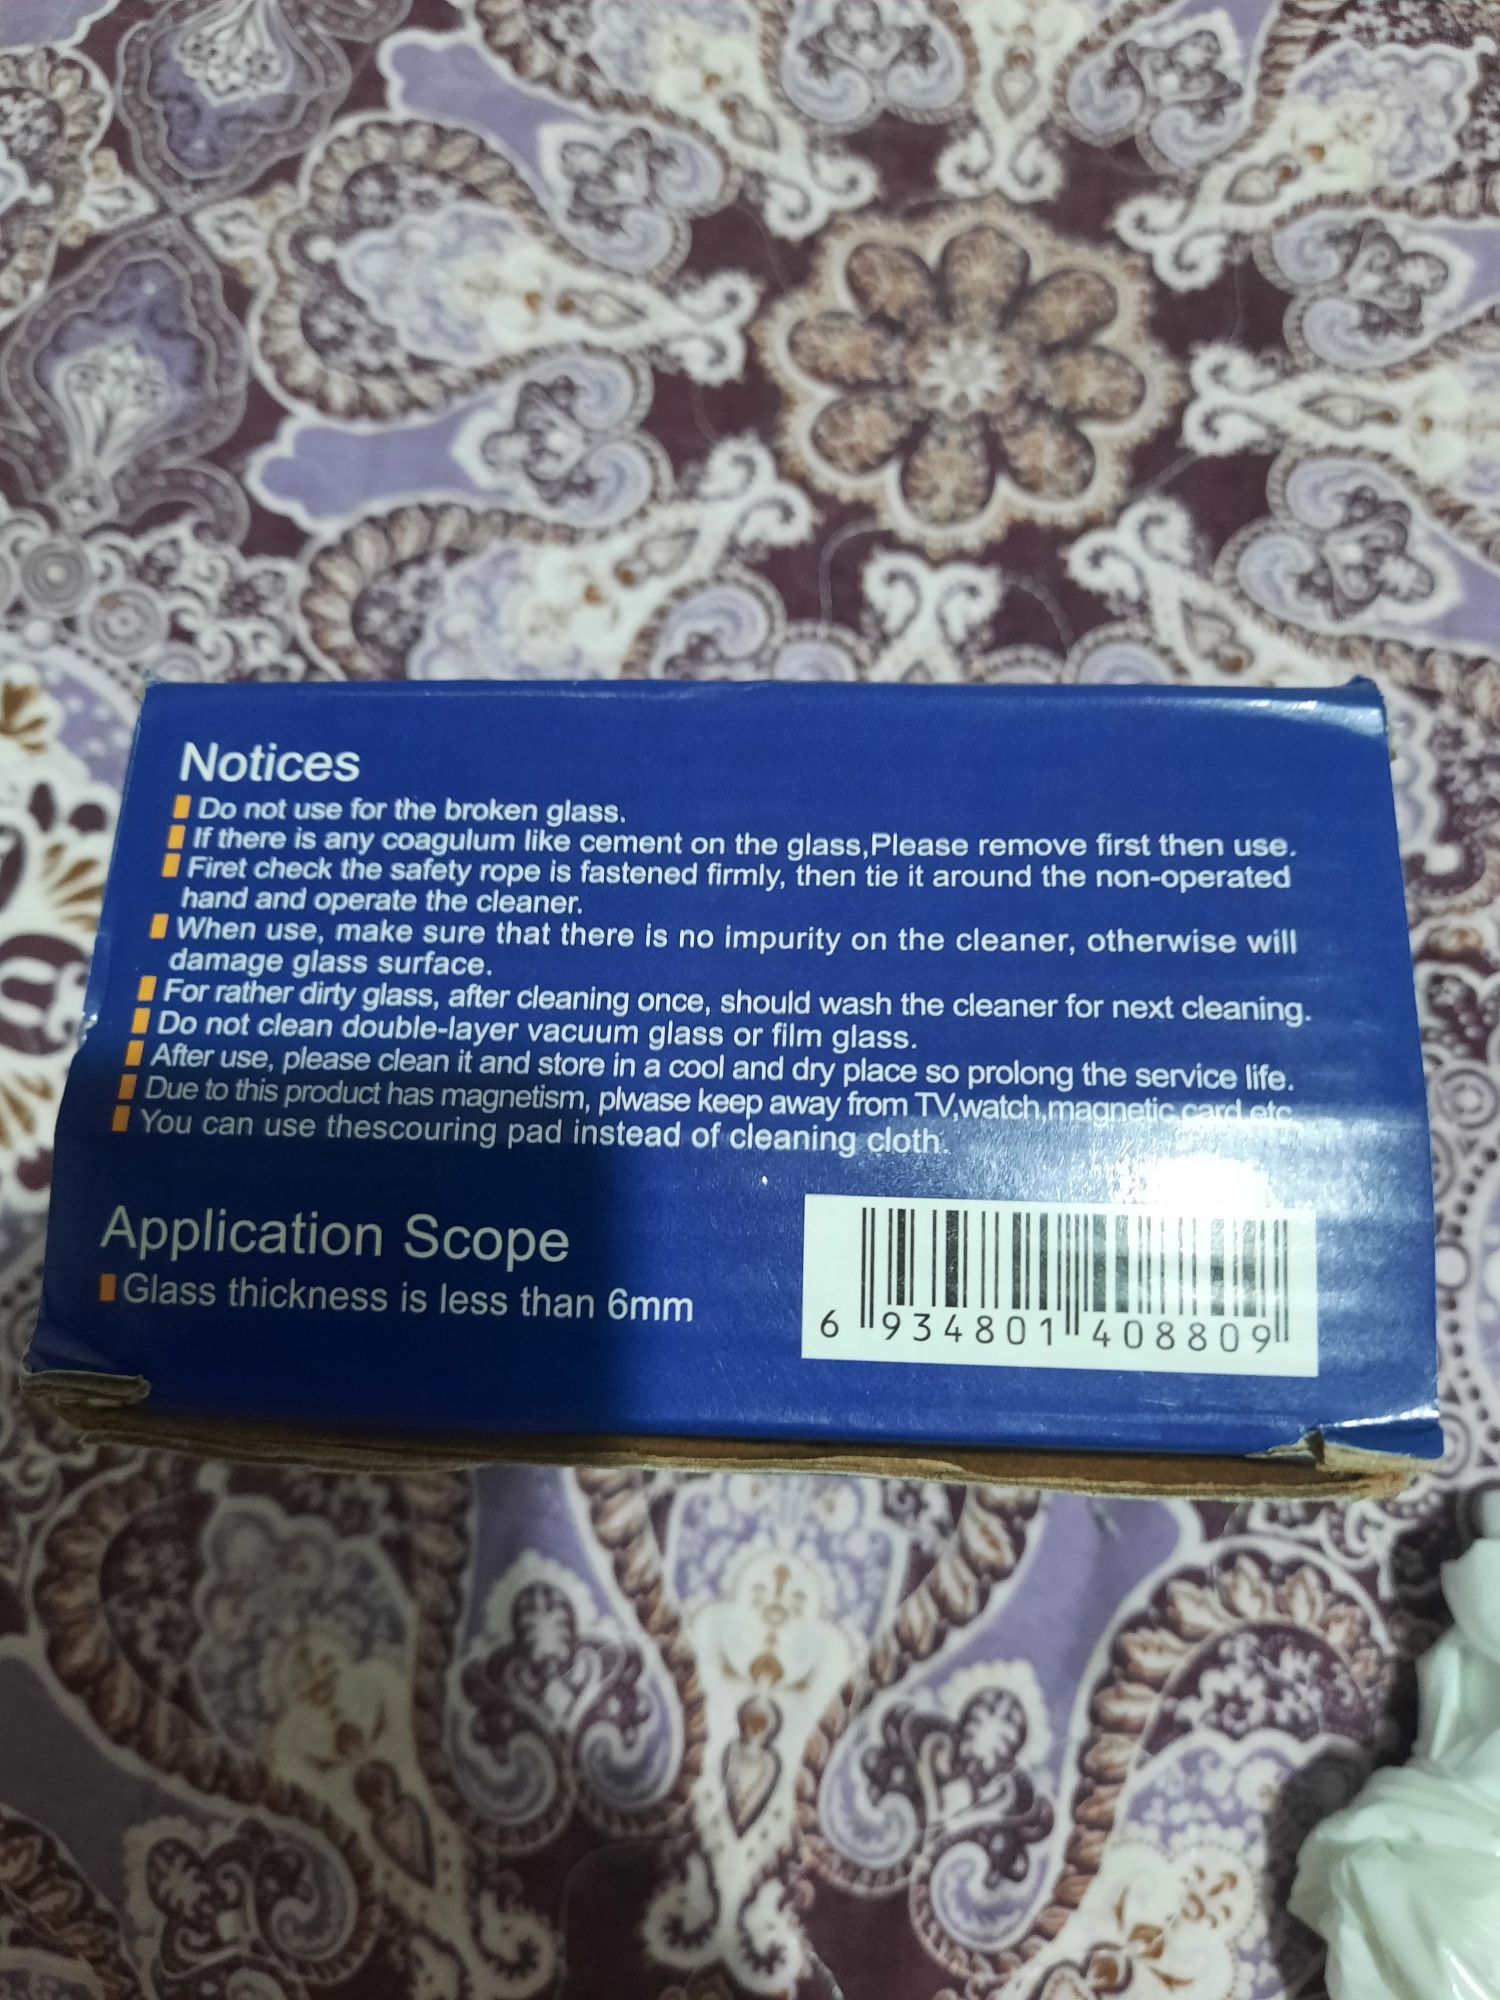 Notices
Do not use for the broken glass.
If there is any coagulum like cement on the glass,Please remove first then use.
Firet check the safety rope is fastened firmly, then tie it around the non-operated
hand and operate the cleaner.
When use, make sure that there is no impurity on the cleaner, otherwise will
damage glass surface.
For rather dirty glass, after cleaning once, should wash the cleaner for next cleaning.
Do not clean double-layer vacuum glass or film glass.
After use, please clean it and store in a cool and dry place so prolong the service life.
Due to this product has magnetism, plwase keep away from TV,watch,magnetic card etc.
You can use thescouring pad instead of cleaning cloth.
Application Scope
Glass thickness is less than 6mm
6 934801 408809